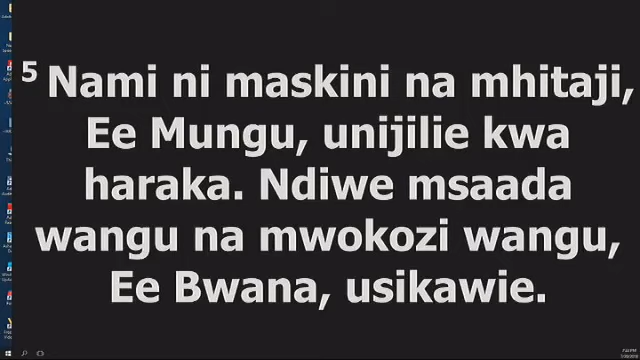 5 Nami ni maskini na mhitaji,
Ee Mungu, unijilie kwa
haraka. Ndiwe msaada
wangu na mwokozi wangu,
Ee Bwana, usikawie.